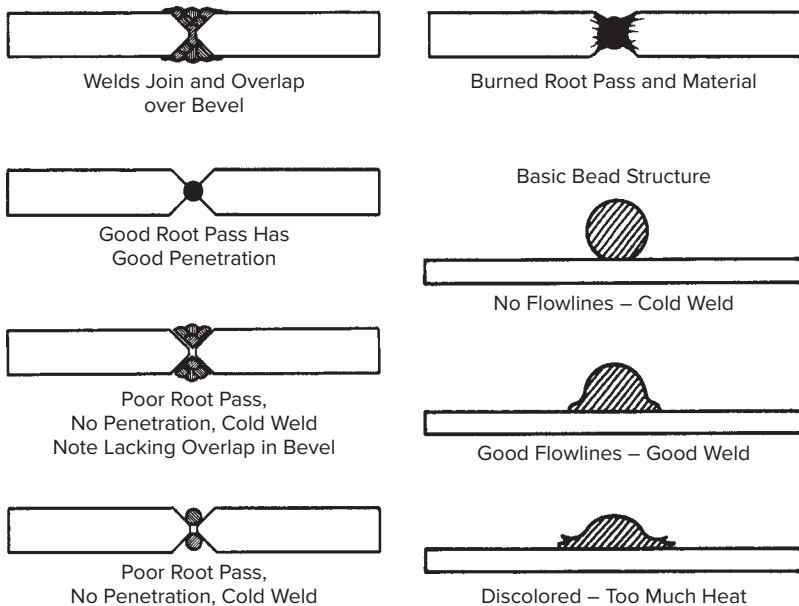 Welds Join and Overlap
over Bevel
Good Root Pass Has
Good Penetration
Poor Root Pass,
No Penetration, Cold Weld
Note Lacking Overlap in Bevel
Poor Root Pass,
No Penetration, Cold Weld
Burned Root Pass and Material
Basic Bead Structure
No Flowlines – Cold Weld
Good Flowlines – Good Weld
Discolored – Too Much Heat